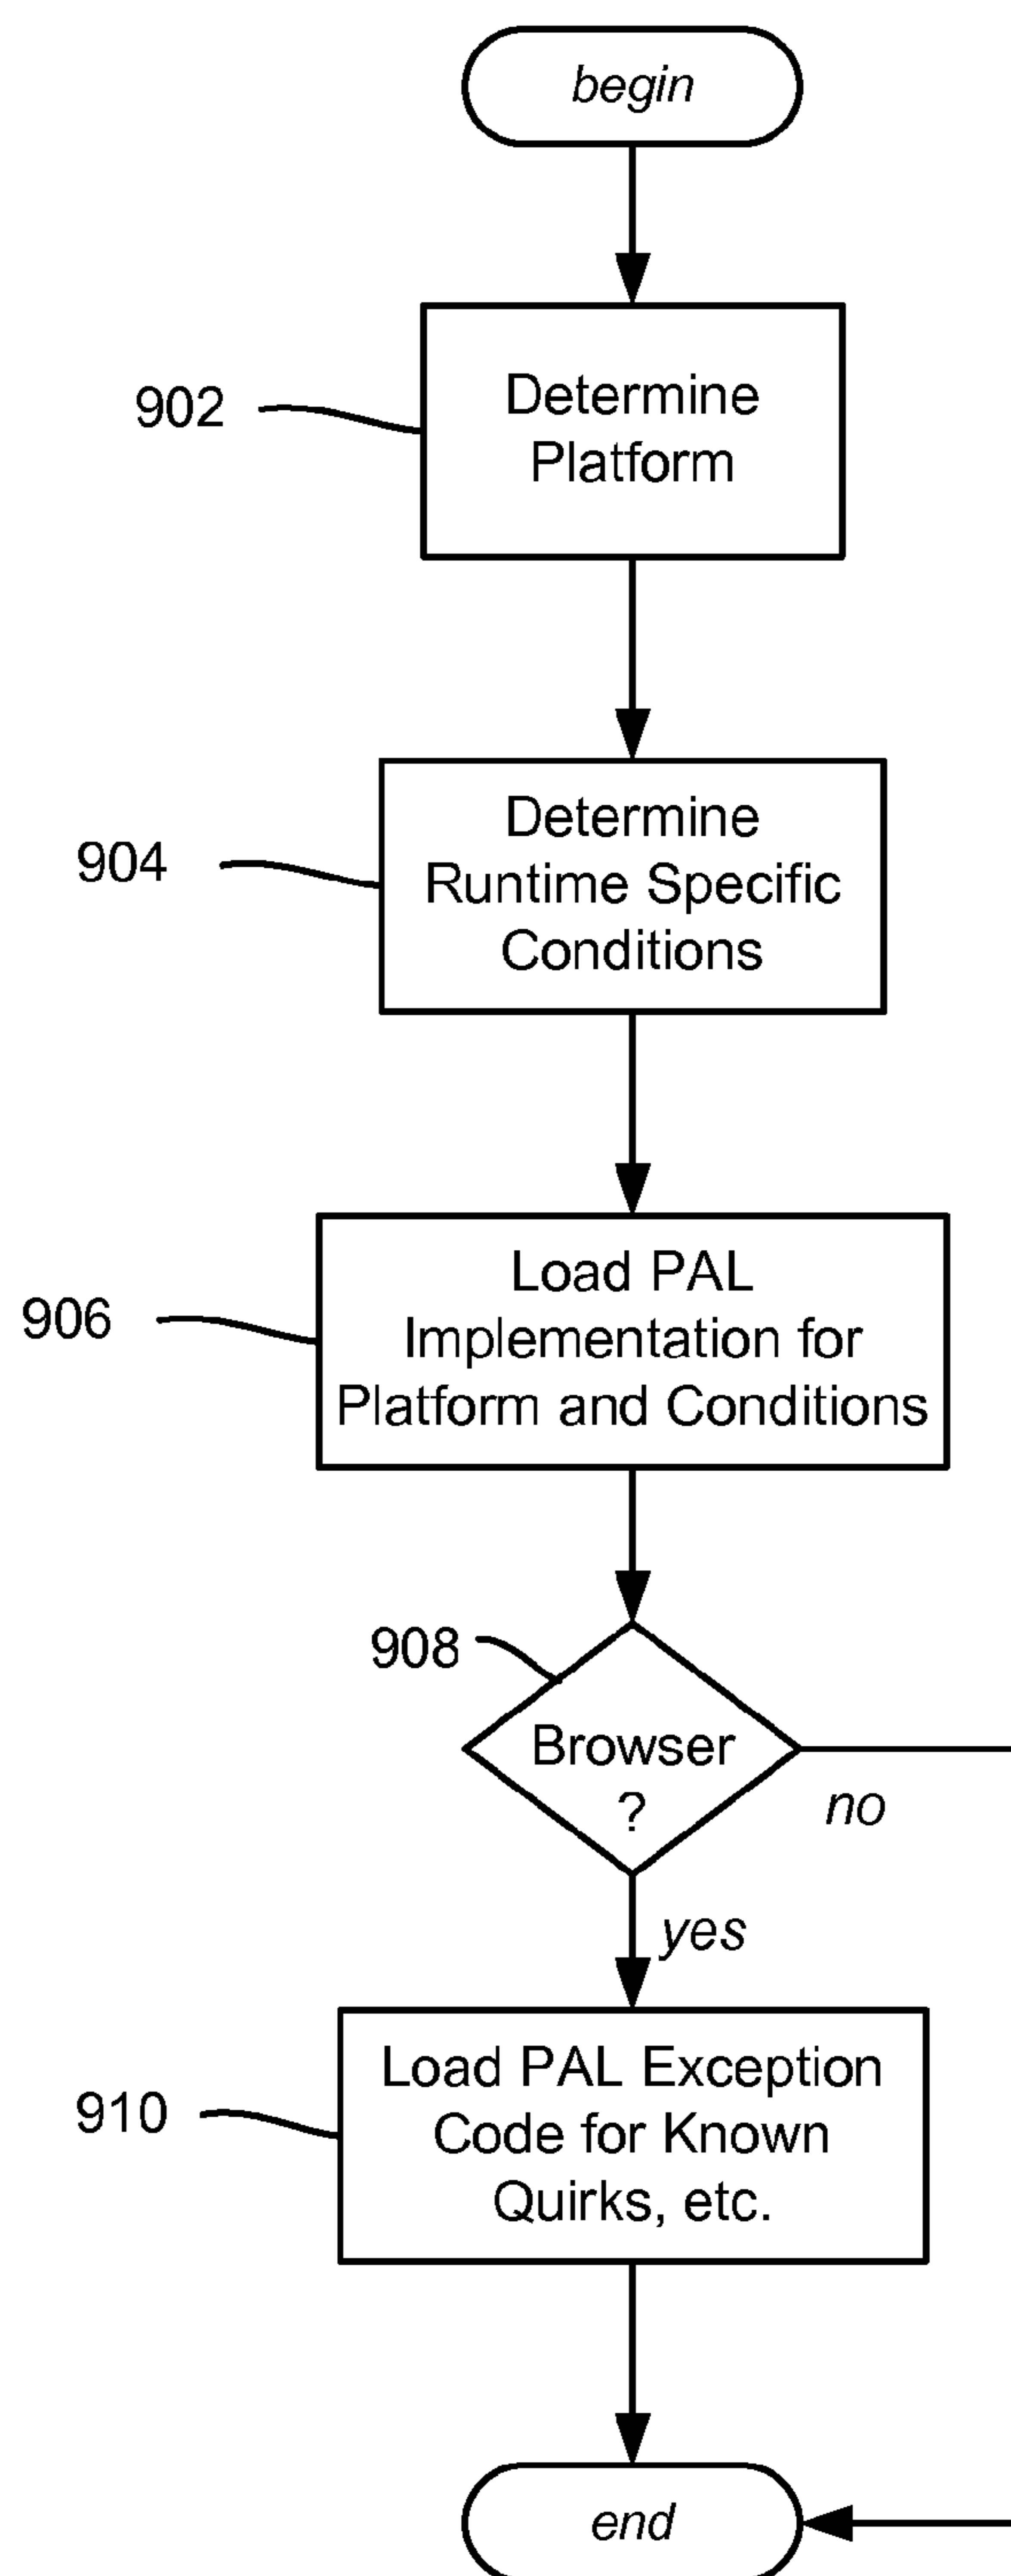 begin
902
Determine
Platform
904
Determine
Runtime Specific
Conditions
906
Load PAL
Implementation for
Platform and Conditions
908
Browser
?
no
yes
910
Load PAL Exception
Code for Known
Quirks, etc.
end